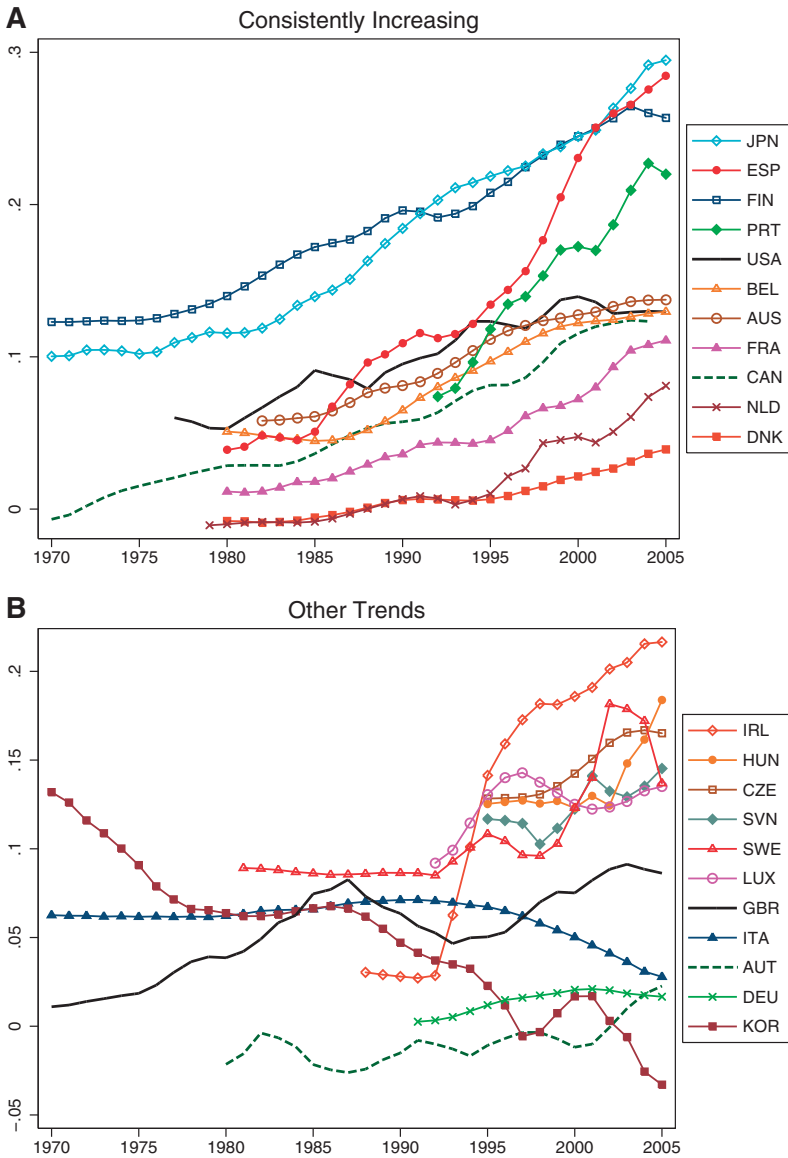 A
Consistently Increasing
.3
.2
.1
0
1970 1975 1980 1985 1990 1995 2000 2005
JPN
ESP
FIN
PRT
USA
BEL
AUS
FRA
CAN
NLD
DNK
B
Other Trends
.2
.15
.1
.05
0
-.05
1970 1975 1980 1985 1990 1995 2000 2005
IRL
HUN
CZE
SVN
SWE
LUX
GBR
ITA
AUT
DEU
KOR